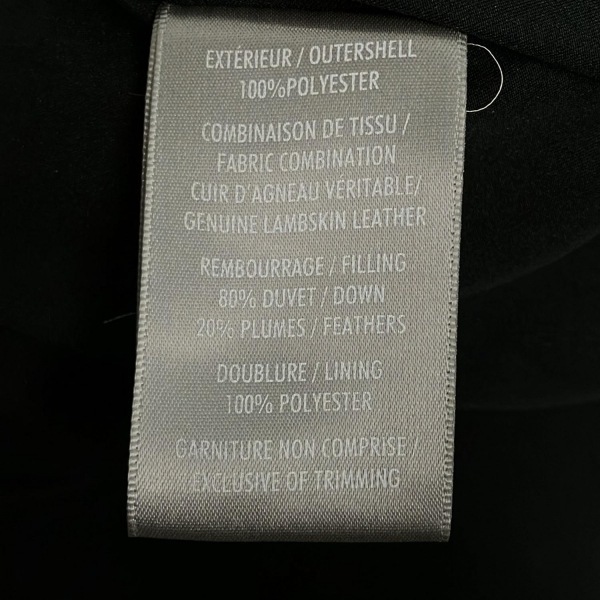 EXTÉRIEUR / OUTERSHELL
100%POLYESTER
COMBINAISON DE TISSU /
FABRIC COMBINATION
CUIR D'AGNEAU VÉRITABLE/
GENUINE LAMBSKIN LEATHER
REMBOURRAGE / FILLING
80% DUVET / DOWN
20% PLUMES / FEATHERS
DOUBLURE / LINING
100% POLYESTER
GARNITURE NON COMPRISE /
EXCLUSIVE OF TRIMMING